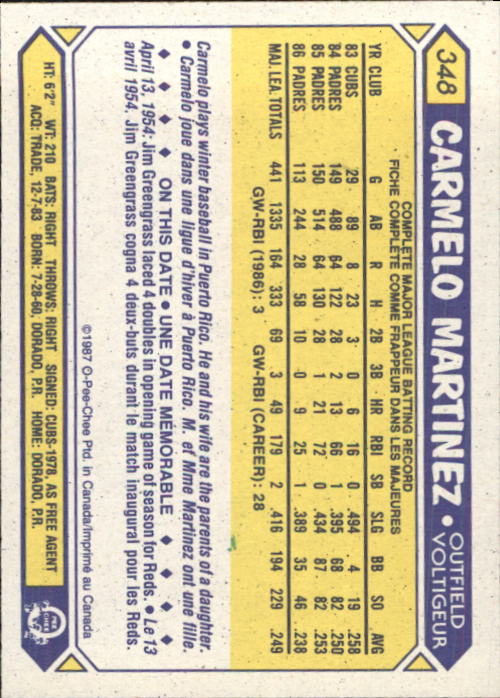 348
CARMELO MARTINEZ • OUTFIELD
VOLTIGEUR
COMPLETE MAJOR LEAGUE BATTING RECORD
FICHE COMPLÈTE COMME FRAPPEUR DANS LES MAJEURES
YR CLUB G AB R H 2B 3B HR RBI SB SLG BB SO AVG
83 CUBS 29 89 8 23 3 0 6 16 0 .494 4 19 .258
84 PADRES 149 488 64 122 28 2 13 66 1 .395 68 82 .250
85 PADRES 150 514 64 130 28 1 21 72 0 .434 87 82 .253
86 PADRES 113 244 28 58 10 0 9 25 1 .389 35 46 .238
MAJ. LEA. TOTALS 441 1335 164 333 69 3 49 179 2 .416 194 229 .249
GW-RBI (1986): 3 GW-RBI (CAREER): 28
Carmelo plays winter baseball in Puerto Rico. He and his wife are the parents of a daughter.
• Carmelo joue dans une ligue d'hiver à Puerto Rico. M. et Mme Martinez ont une fille.
♦ ♦ ♦ ♦ ON THIS DATE • UNE DATE MÉMORABLE ♦ ♦ ♦ ♦
April 13, 1954: Jim Greengrass laced 4 doubles in opening game of season for Reds. • Le 13
avril 1954. Jim Greengrass cogna 4 deux-buts durant le match inaugural pour les Reds.
©1987 O-Pee-Chee Ptd. in Canada/Imprimé au Canada
HT: 6'2" WT: 210 BATS: RIGHT THROWS: RIGHT SIGNED: CUBS-1978, AS FREE AGENT
ACQ: TRADE, 12-7-83 BORN: 7-28-60, DORADO, P.R. HOME: DORADO, P.R.
O
PEE
CHEE